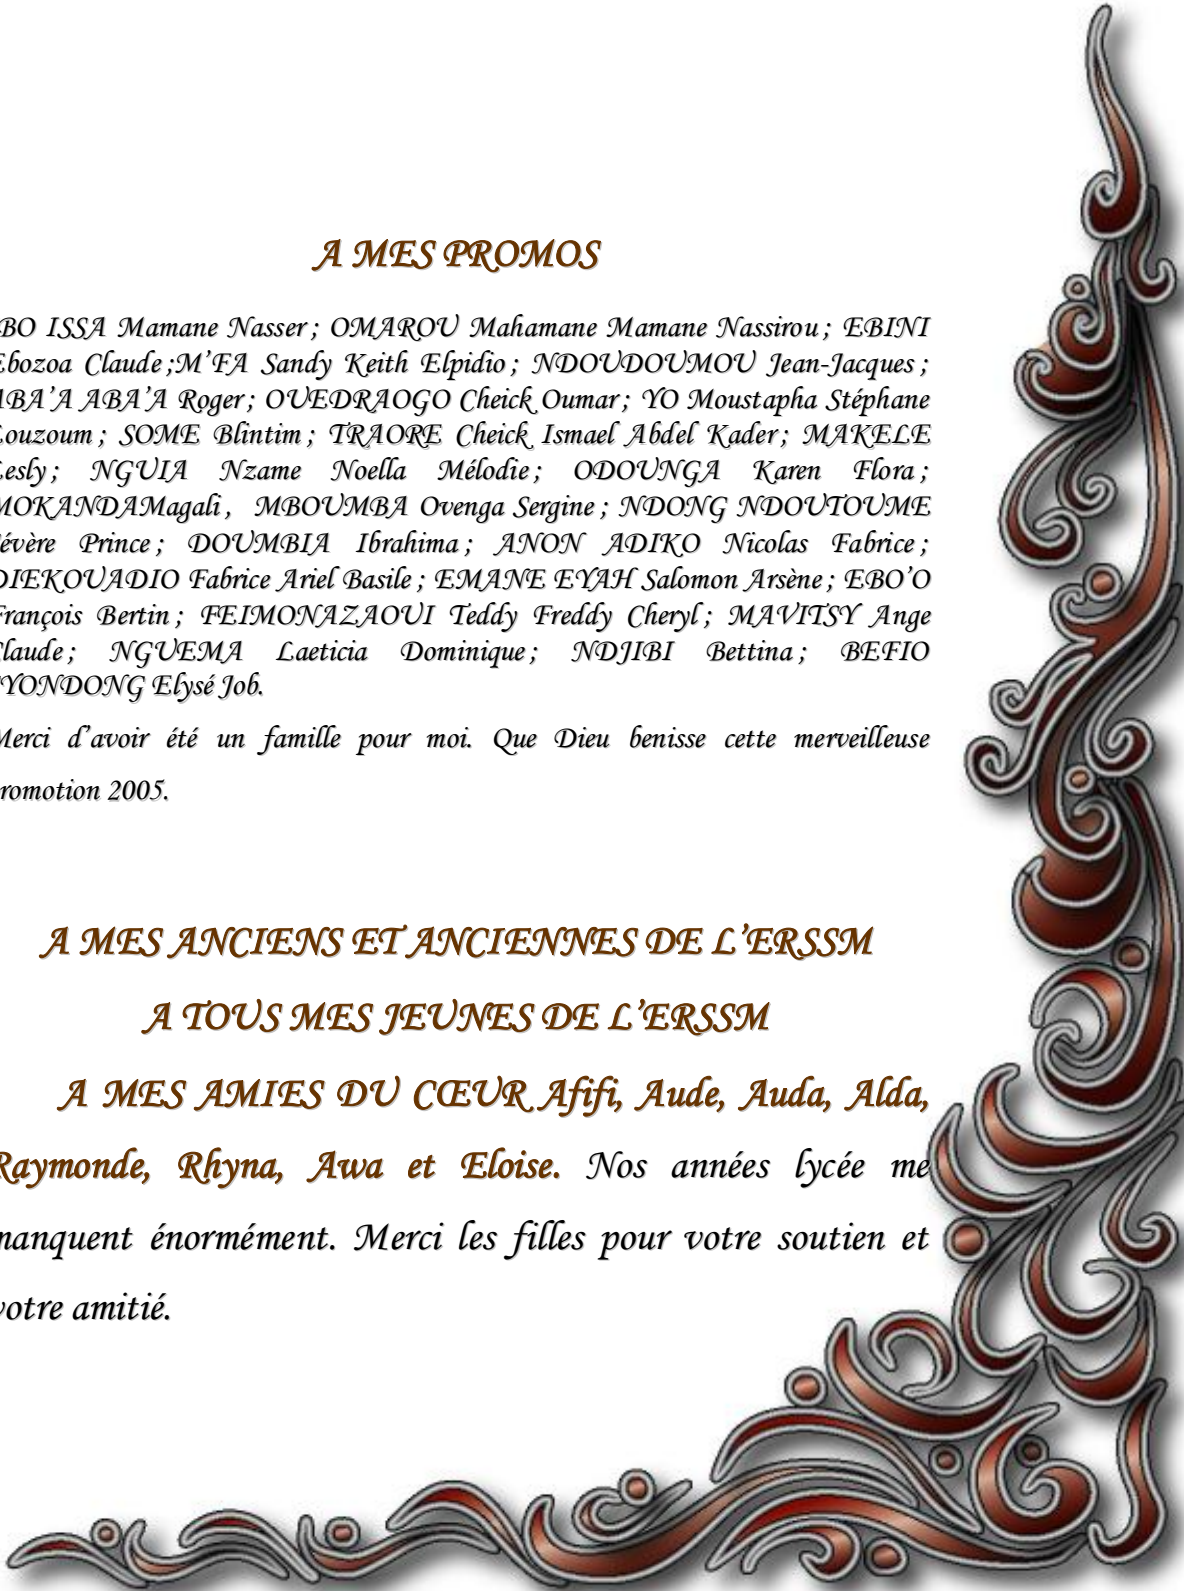 A MES PROMOS
BO ISSA Mamane Nasser ; OMAROU Mahamane Mamane Nassirou ; EBINI
Ebozoa Claude ;M’FA Sandy Keith Elpidio ; NDOUDOUMOU Jean-Jacques ;
ABA’A ABA’A Roger ; OUEDRAOGO Cheick Oumar ; YO Moustapha Stéphane
Louzoum ; SOME Blintim ; TRAORE Cheick Ismael Abdel Kader ; MAKELE
Lesly ; NGUIA Nzame Noella Mélodie ; ODOUNGA Karen Flora ;
MOKANDAMagali , MBOUMBA Ovenga Sergine ; NDONG NDOUTOUME
évère Prince ; DOUMBIA Ibrahima ; ANON ADIKO Nicolas Fabrice ;
DIEKOUADIO Fabrice Ariel Basile ; EMANE EYAH Salomon Arsène ; EBO’O
François Bertin ; FEIMONAZAOUI Teddy Freddy Cheryl ; MAVITSY Ange
Claude ; NGUEMA Laeticia Dominique ; NDJIBI Bettina ; BEFIO
YONDONG Elysé Job.
Merci d’avoir été un famille pour moi. Que Dieu benisse cette merveilleuse
romotion 2005.
A MES ANCIENS ET ANCIENNES DE L’ERSSM
A TOUS MES JEUNES DE L’ERSSM
A MES AMIES DU CŒUR Afifi, Aude, Auda, Alda,
Raymonde, Rhyna, Awa et Eloise. Nos années lycée me
manquent énormément. Merci les filles pour votre soutien et
votre amitié.